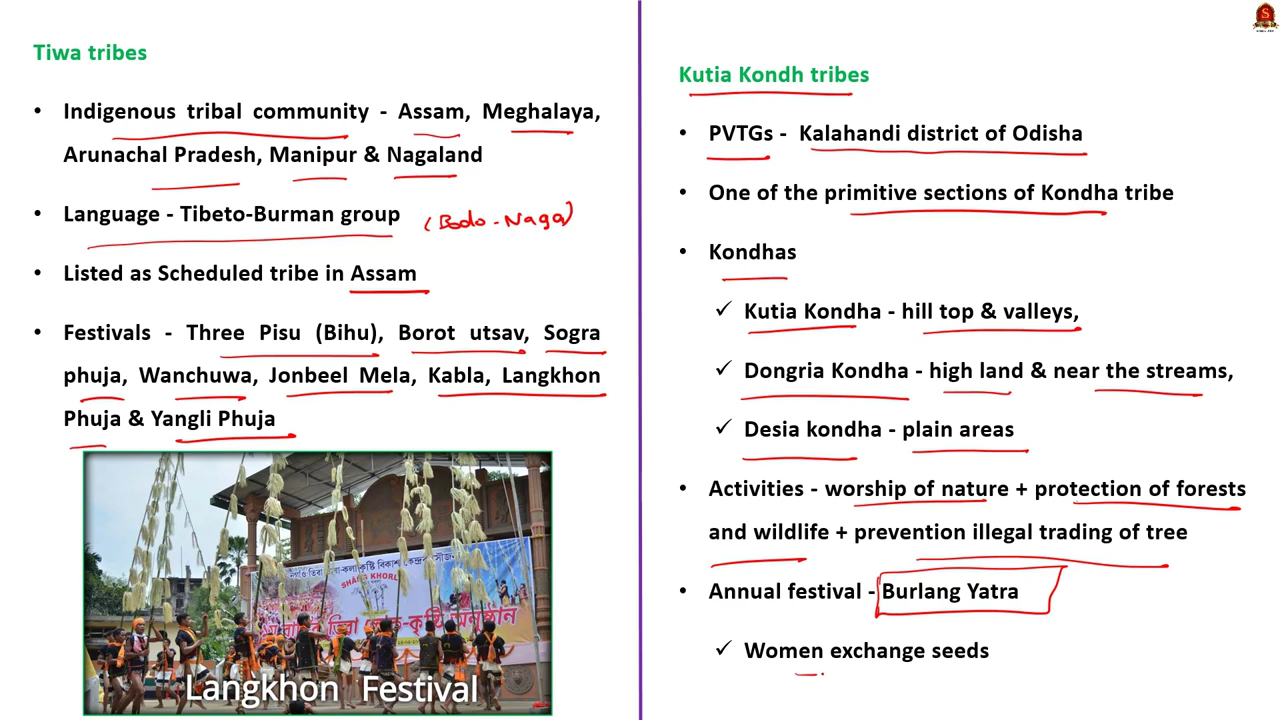 Tiwa tribes
• Indigenous tribal community - Assam, Meghalaya,
Arunachal Pradesh, Manipur & Nagaland
• Language - Tibeto-Burman group (Bodo-Naga)
• Listed as Scheduled tribe in Assam
• Festivals - Three Pisu (Bihu), Borot utsav, Sogra
phuja, Wanchuwa, Jonbeel Mela, Kabla, Langkhon
Phuja & Yangli Phuja
SHANG KHORL
Langkhon Festival
Kutia Kondh tribes
• PVTGs - Kalahandi district of Odisha
• One of the primitive sections of Kondha tribe
• Kondhas
✓ Kutia Kondha - hill top & valleys,
✓ Dongria Kondha - high land & near the streams,
✓ Desia kondha - plain areas
• Activities - worship of nature + protection of forests
and wildlife + prevention illegal trading of tree
• Annual festival - Burlang Yatra
✓ Women exchange seeds